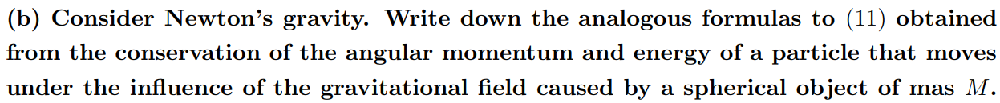 (b) Consider Newton's gravity. Write down the analogous formulas to (11) obtained
from the conservation of the angular momentum and energy of a particle that moves
under the influence of the gravitational field caused by a spherical object of mas M.